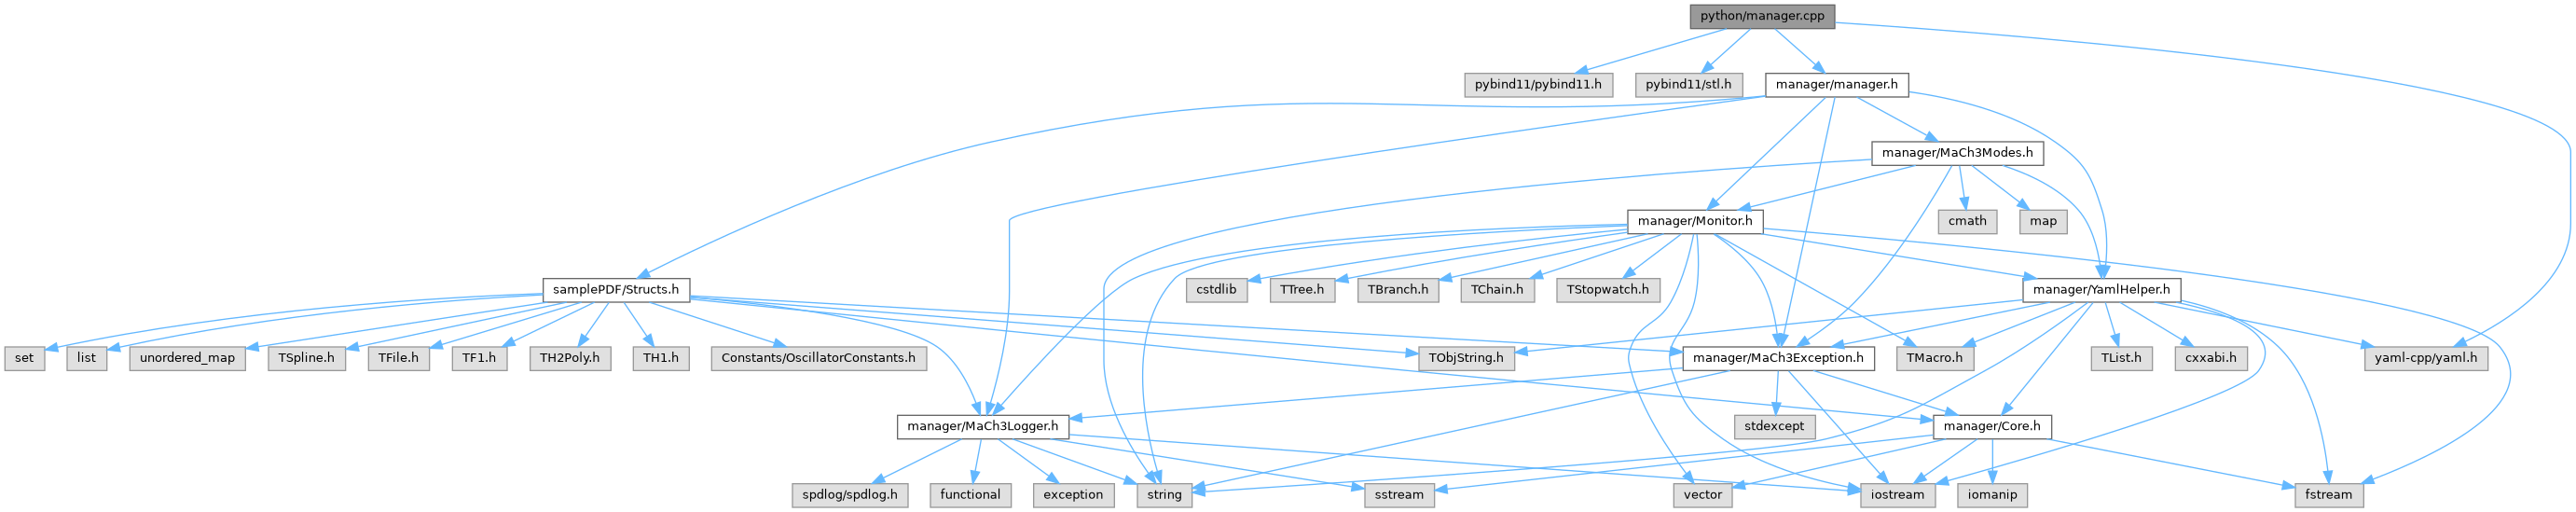 python/manager.cpp
pybind11/pybind11.h
pybind11/stl.h
manager/manager.h
manager/MaCh3Modes.h
manager/Monitor.h
cmath
map
samplePDF/Structs.h
cstdlib
TTree.h
TBranch.h
TChain.h
TStopwatch.h
manager/YamlHelper.h
set
list
unordered_map
TSpline.h
TFile.h
TF1.h
TH2Poly.h
TH1.h
Constants/OscillatorConstants.h
TObjString.h
manager/MaCh3Exception.h
TMacro.h
TList.h
cxxabi.h
yaml-cpp/yaml.h
manager/MaCh3Logger.h
stdexcept
manager/Core.h
spdlog/spdlog.h
functional
exception
string
sstream
vector
iostream
iomanip
fstream